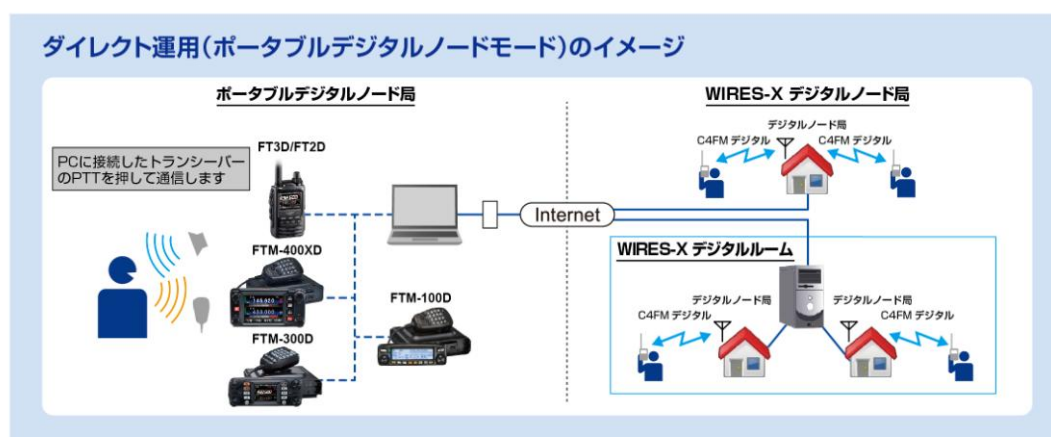 ダイレクト運用(ポータブルデジタルノードモード)のイメージ
ポータブルデジタルノード局
PCに接続したトランシーバー
のPTTを押して通信します
FT3D/FT2D
FTM-400XD
FTM-300D
FTM-100D
Internet
WIRES-X デジタルノード局
デジタルノード局
C4FM デジタル
C4FM デジタル
WIRES-X デジタルルーム
デジタルノード局
C4FM デジタル
デジタルノード局
C4FM デジタル